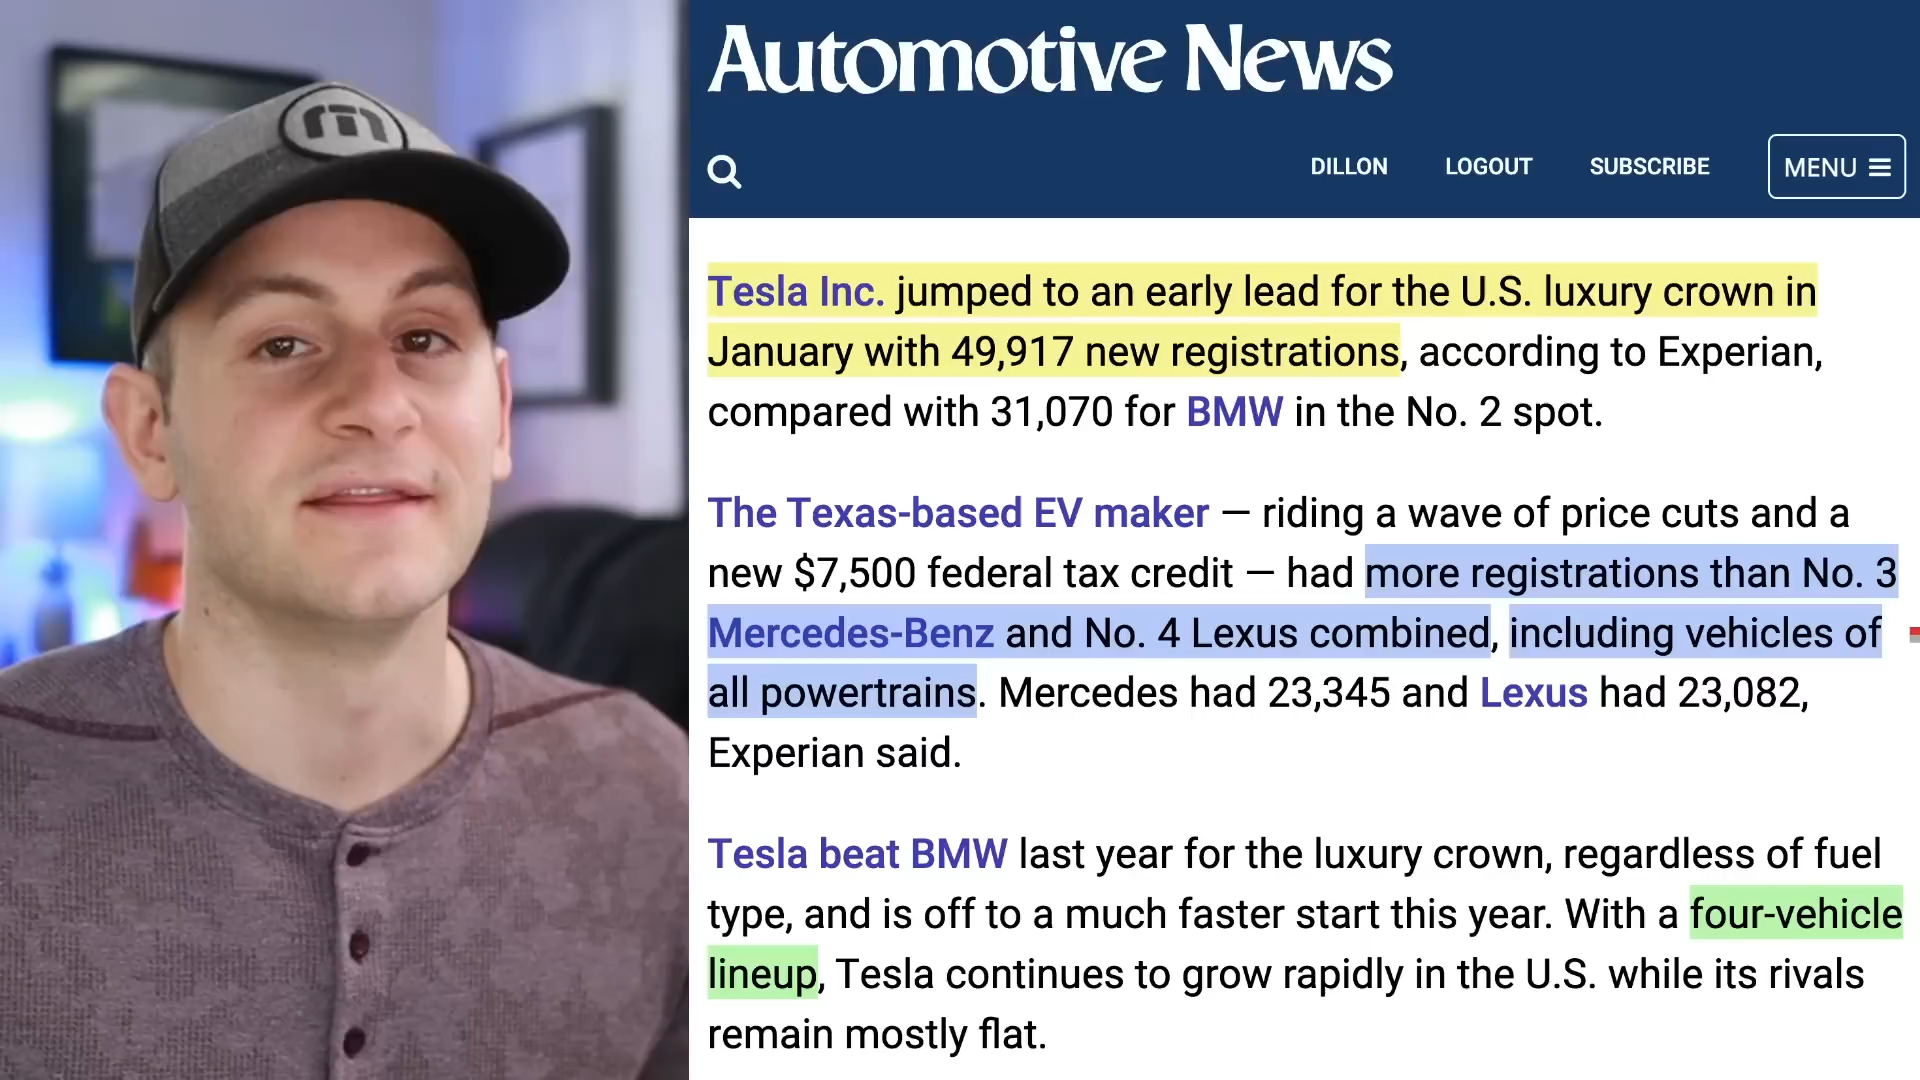 Automotive News
DILLON LOGOUT SUBSCRIBE MENU
Tesla Inc. jumped to an early lead for the U.S. luxury crown in
January with 49,917 new registrations, according to Experian,
compared with 31,070 for BMW in the No. 2 spot.
The Texas-based EV maker — riding a wave of price cuts and a
new $7,500 federal tax credit — had more registrations than No. 3
Mercedes-Benz and No. 4 Lexus combined, including vehicles of
all powertrains. Mercedes had 23,345 and Lexus had 23,082,
Experian said.
Tesla beat BMW last year for the luxury crown, regardless of fuel
type, and is off to a much faster start this year. With a four-vehicle
lineup, Tesla continues to grow rapidly in the U.S. while its rivals
remain mostly flat.